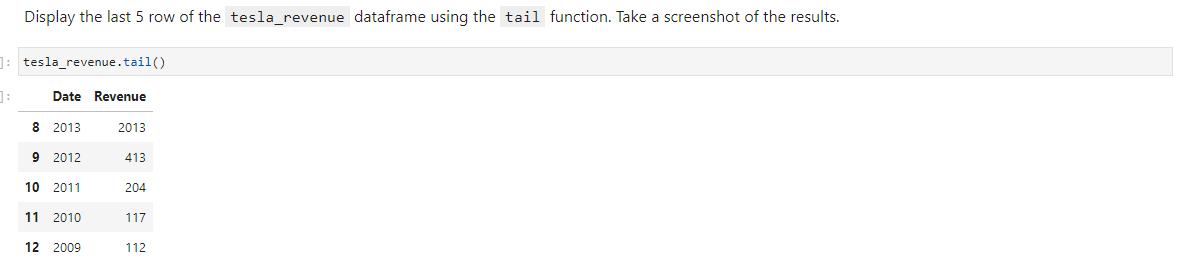 Display the last 5 row of the tesla_revenue dataframe using the tail function. Take a screenshot of the results.
]: tesla_revenue.tail()
]: Date Revenue
8 2013 2013
9 2012 413
10 2011 204
11 2010 117
12 2009 112